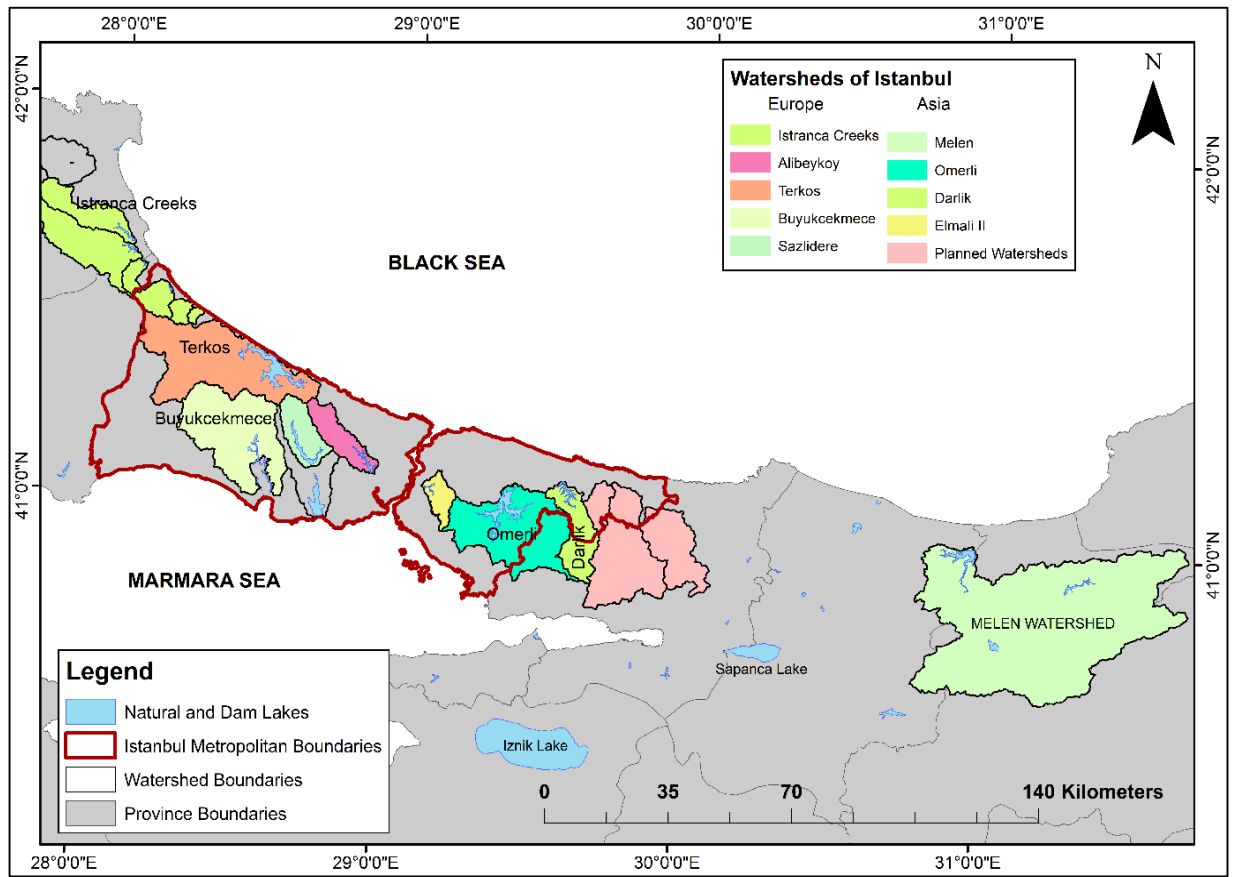 28°0'0"E 29°0'0"E 30°0'0"E 31°0'0"E
42°0'0"N
42°0'0"N
41°0'0"N
41°0'0"N
Watersheds of Istanbul
Europe Asia
Istranca Creeks
Alibeykoy
Terkos
Buyukcekmece
Sazlidere
Melen
Omerli
Darlik
Elmali II
Planned Watersheds
N
Istranca Creeks
BLACK SEA
Terkos
Buyukcekmece
Omerli
Darlik
MARMARA SEA
MELEN WATERSHED
Sapanca Lake
Iznik Lake
Legend
Natural and Dam Lakes
Istanbul Metropolitan Boundaries
Watershed Boundaries
Province Boundaries
0 35 70 140 Kilometers
28°0'0"E 29°0'0"E 30°0'0"E 31°0'0"E